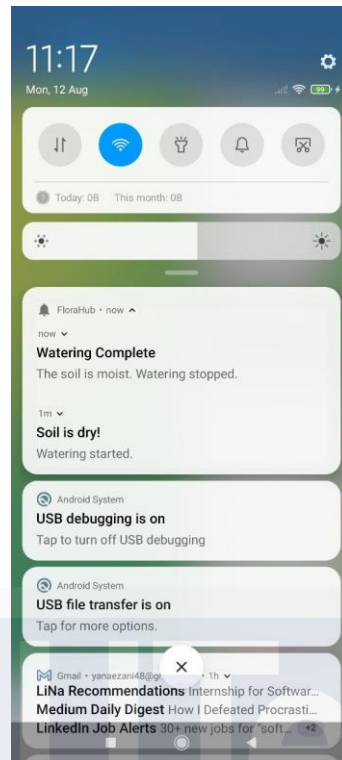 11:17
Mon, 12 Aug
99
Today: 0B This month: 0B
FloraHub • now
now
Watering Complete
The soil is moist. Watering stopped.
1m
Soil is dry!
Watering started.
Android System
USB debugging is on
Tap to turn off USB debugging
Android System
USB file transfer is on
Tap for more options.
Gmail • yanaezani48@gr • 1h
LiNa Recommendations Internship for Softwar...
Medium Daily Digest How I Defeated Procrasti...
LinkedIn Job Alerts 30+ new jobs for "soft... +2